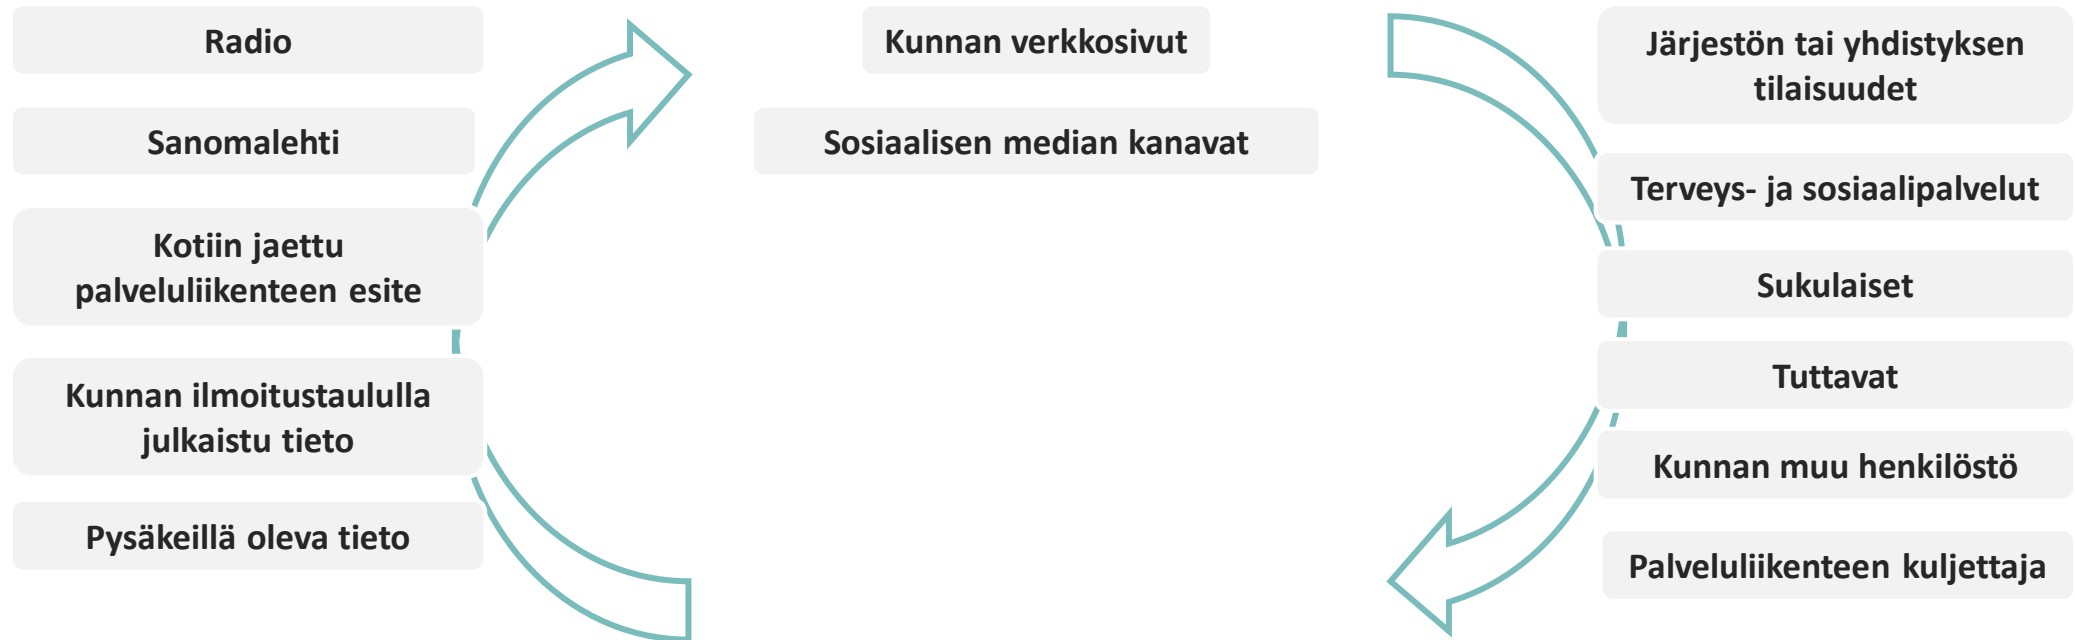 Radio
Sanomalehti
Kotiin jaettu
palveluliikenteen esite
Kunnan ilmoitustaululla
julkaistu tieto
Pysäkeillä oleva tieto
Kunnan verkkosivut
Sosiaalisen median kanavat
Järjestön tai yhdistyksen
tilaisuudet
Terveys- ja sosiaalipalvelut
Sukulaiset
Tuttavat
Kunnan muu henkilöstö
Palveluliikenteen kuljettaja